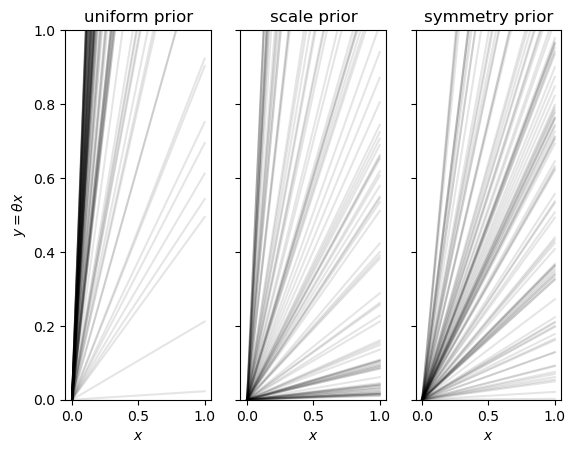 uniform prior
scale prior
symmetry prior
1.0
0.8
0.6
0.4
0.2
0.0
y = θx
0.0 0.5 1.0
0.0 0.5 1.0
0.0 0.5 1.0
x
x
x